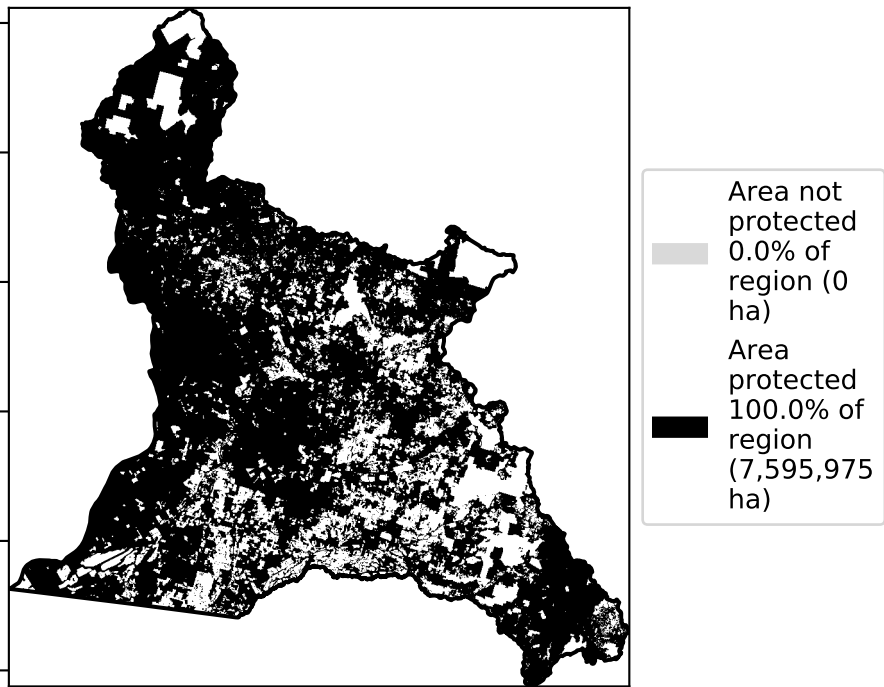 Area not
protected
0.0% of
region (0
ha)
Area
protected
100.0% of
region
(7,595,975
ha)